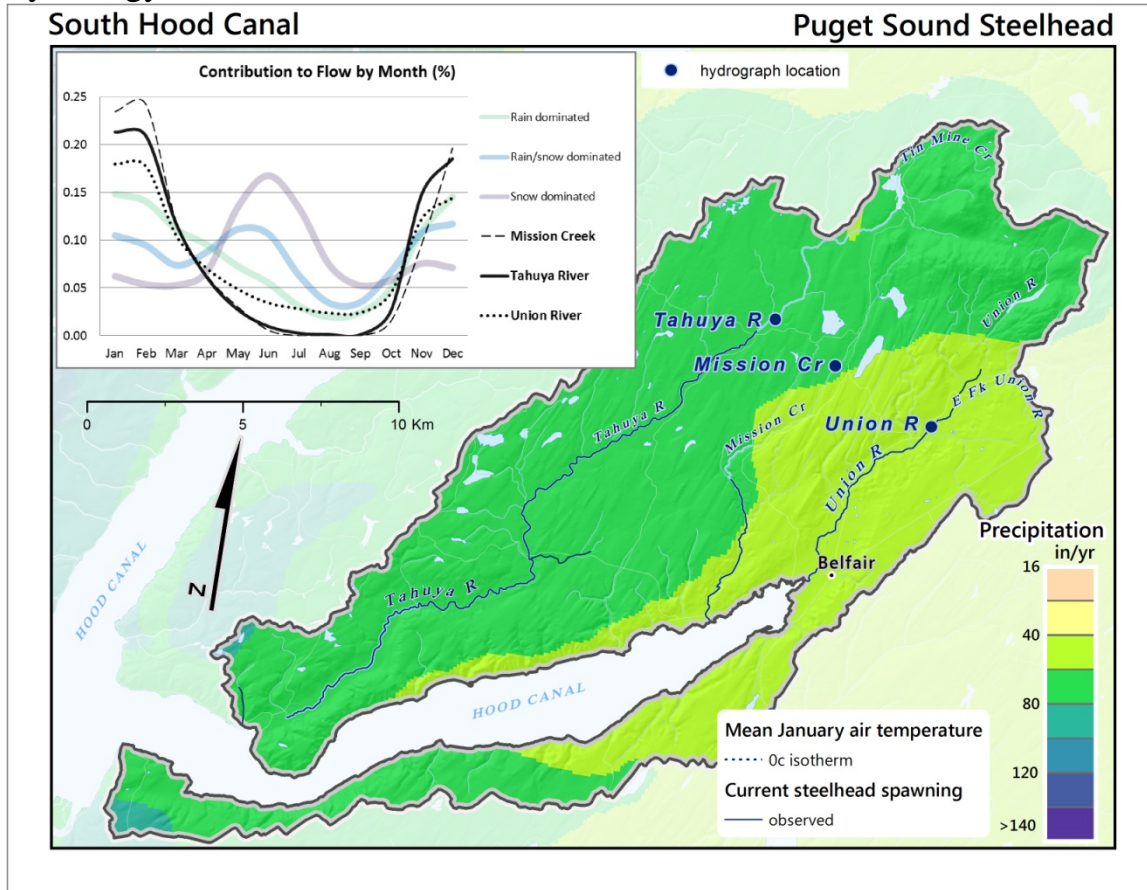 South Hood Canal
Puget Sound Steelhead
Contribution to Flow by Month (%)
0.25
0.20
0.15
0.10
0.05
0.00
Jan Feb Mar Apr May Jun Jul Aug Sep Oct Nov Dec
Rain dominated
Rain/snow dominated
Snow dominated
Mission Creek
Tahuya River
Union River
hydrograph location
Tin Mine Cr
Union R
Tahuya R
Mission Cr
E Fk Union R
Union R
Tahuya R
Mission Cr
Union R
0 5 10 Km
N
HOOD CANAL
Belfair
Tahuya R
HOOD CANAL
Precipitation
in/yr
16
40
80
120
>140
Mean January air temperature
0c isotherm
Current steelhead spawning
observed